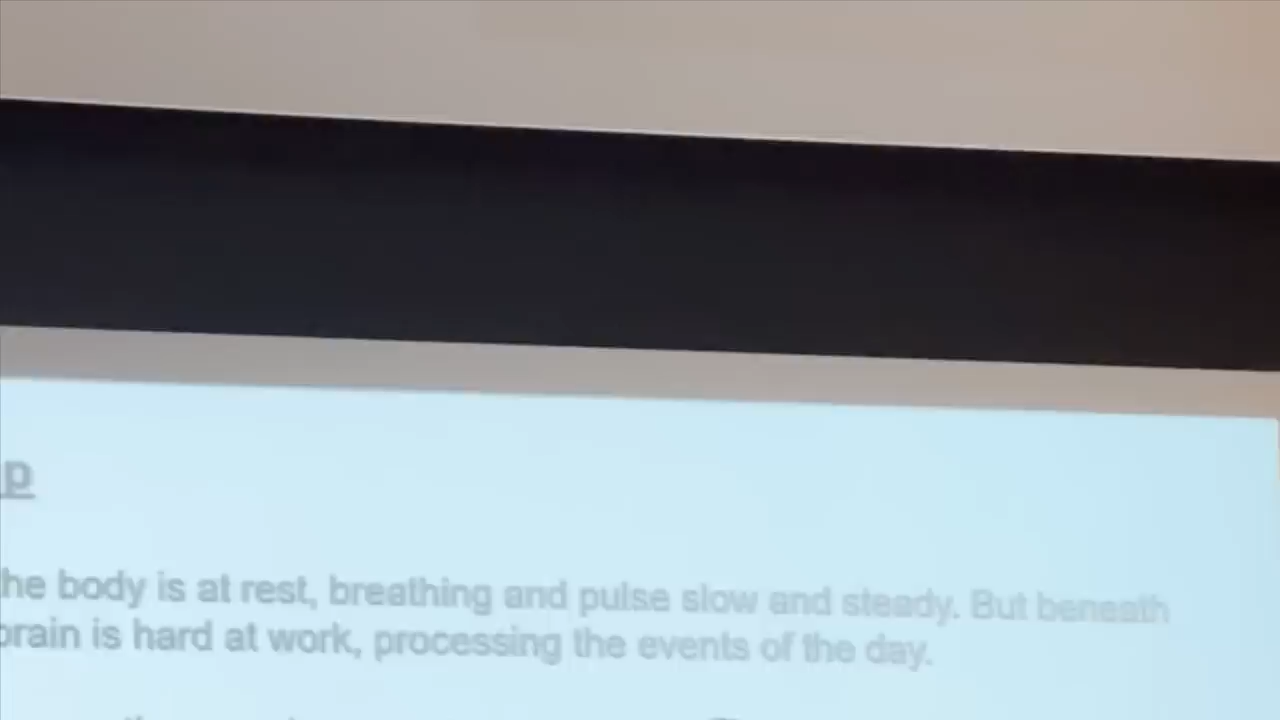 p
he body is at rest, breathing and pulse slow and steady. But beneath
brain is hard at work, processing the events of the day.